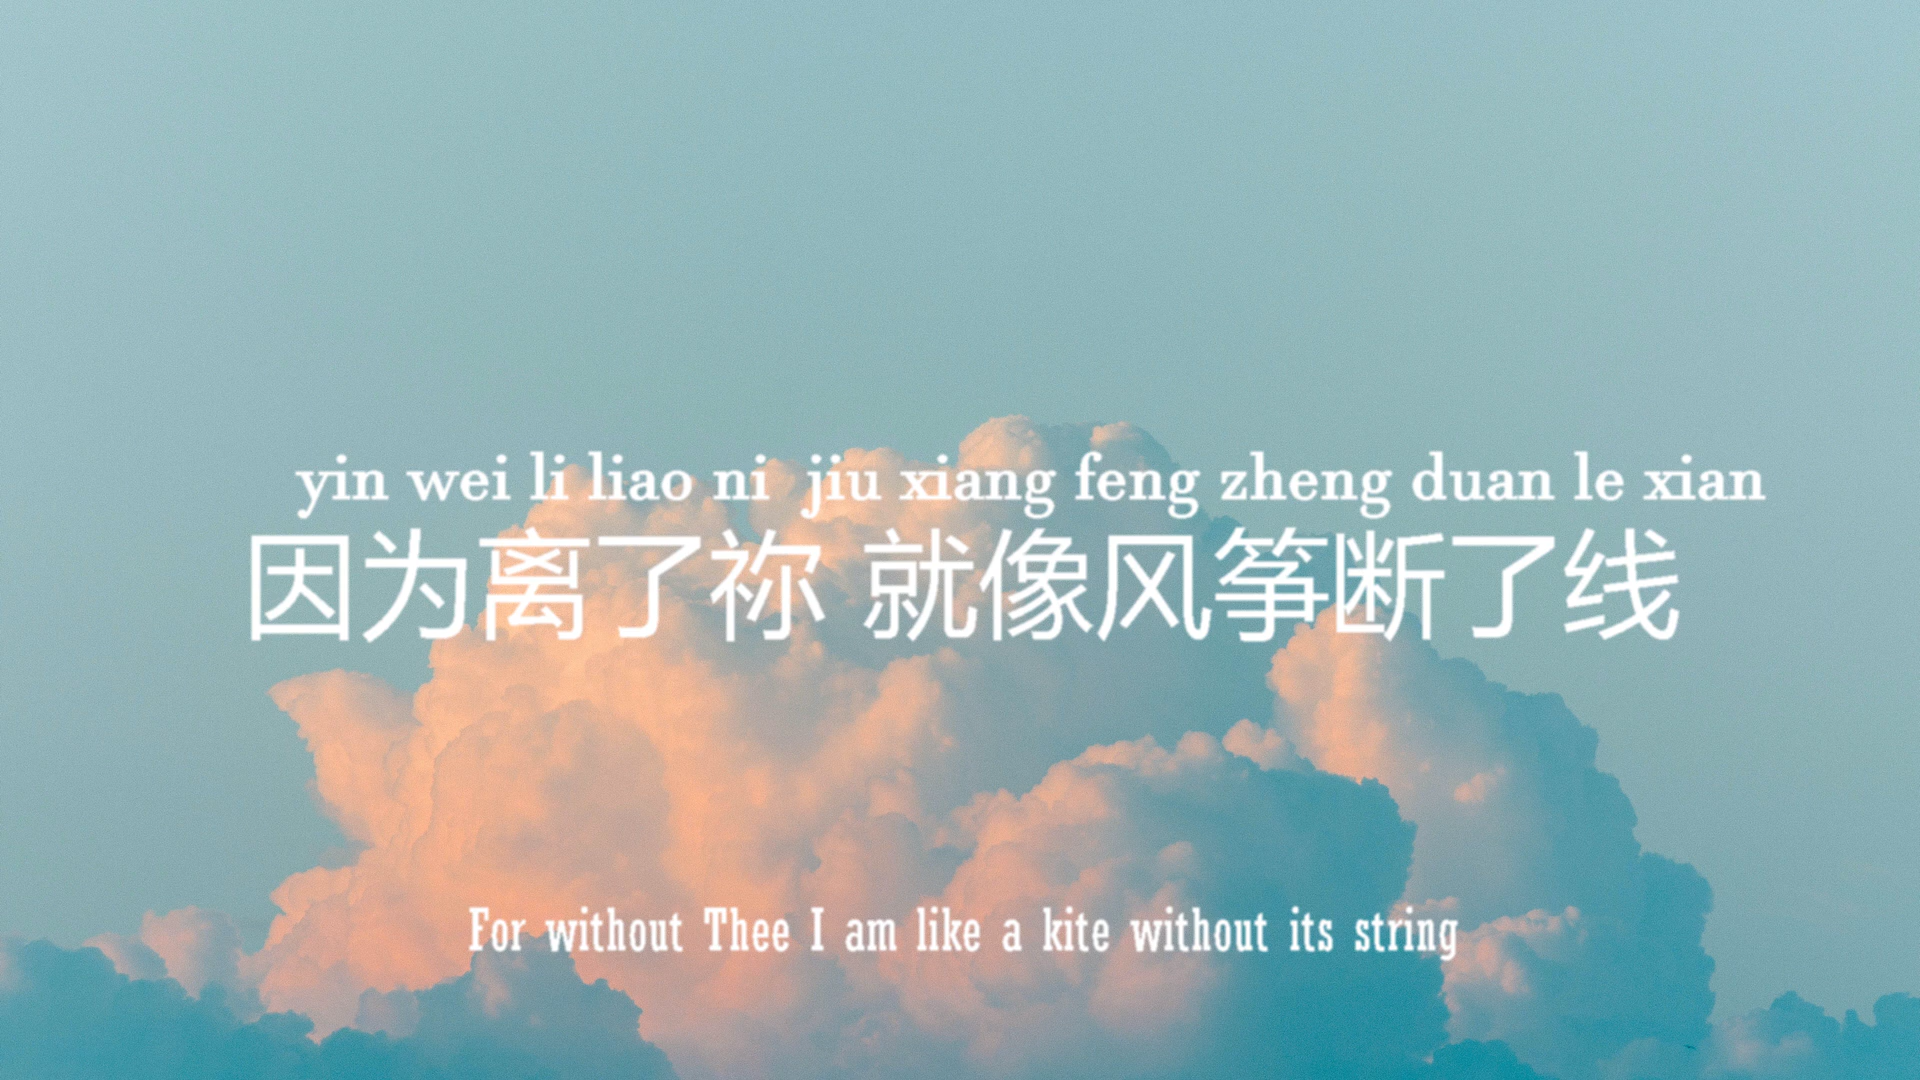 yin wei li liao ni jiu xiang feng zheng duan le xian
因为离了祢 就像风筝断了线
For without Thee I am like a kite without its string